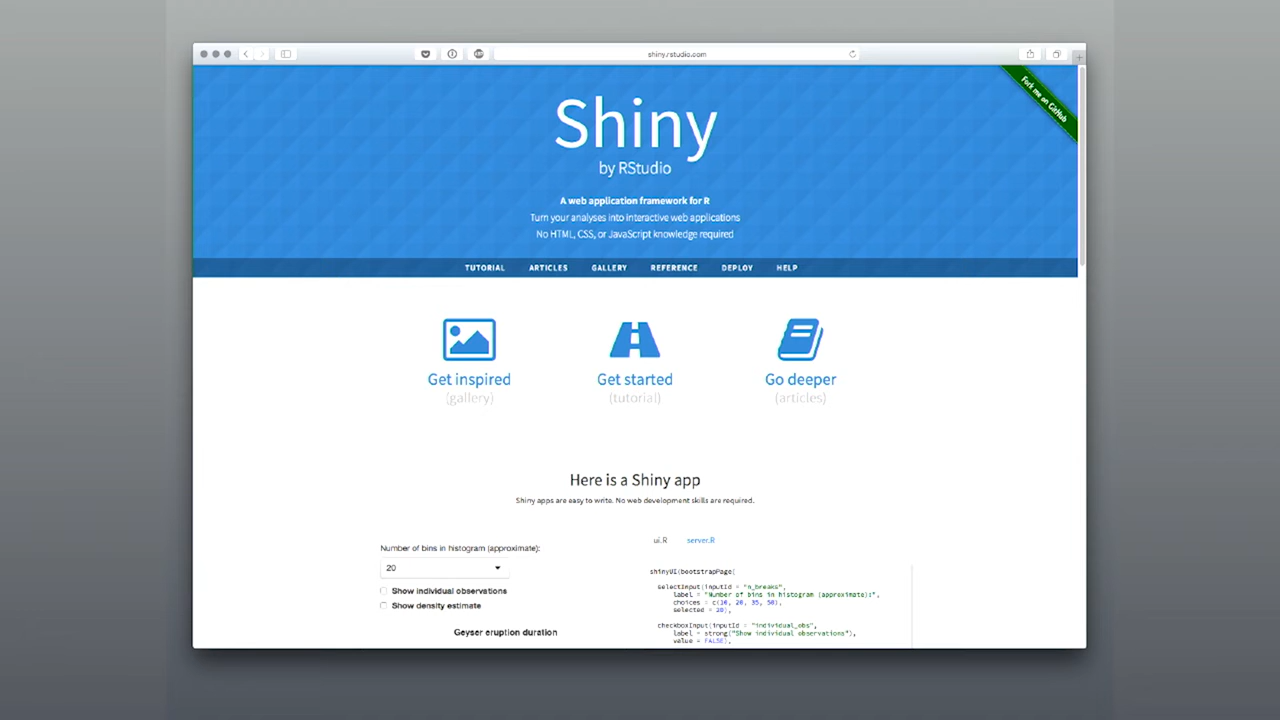 shiny.rstudio.com
Fork me on GitHub
Shiny
by RStudio
A web application framework for R
Turn your analyses into interactive web applications
No HTML, CSS, or JavaScript knowledge required
TUTORIAL ARTICLES GALLERY REFERENCE DEPLOY HELP
Get inspired
(gallery)
Get started
(tutorial)
Go deeper
(articles)
Here is a Shiny app
Shiny apps are easy to write. No web development skills are required.
Number of bins in histogram (approximate):
20
Show individual observations
Show density estimate
Geyser eruption duration
ui.R server.R
shinyUI(bootstrapPage(
selectInput(inputId = "n_breaks",
label = "Number of bins in histogram (approximate):",
choices = c(10, 20, 35, 50),
selected = 20),
checkboxInput(inputId = "individual_obs",
label = strong("Show individual observations"),
value = FALSE),